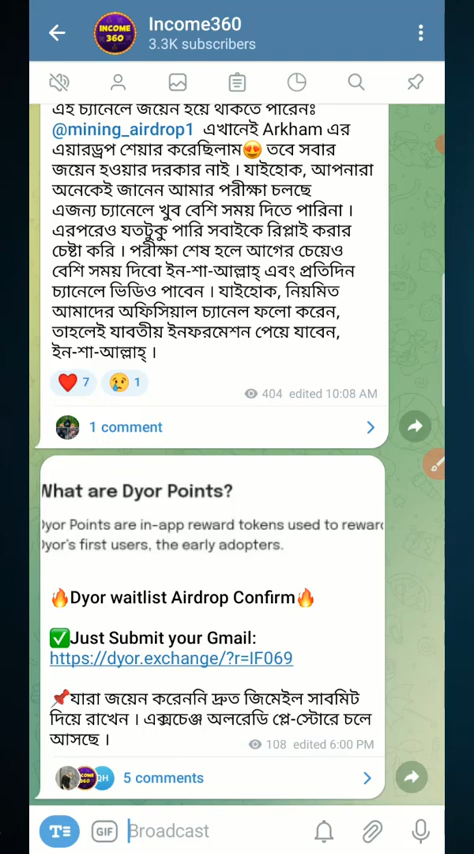 Income360
3.3K subscribers
INCOME
360
এই চ্যানেলে জয়েন হয়ে থাকতে পারেনঃ
@mining_airdrop1 এখানেই Arkham এর
এয়ারড্রপ শেয়ার করেছিলাম😍 তবে সবার
জয়েন হওয়ার দরকার নাই । যাইহোক, আপনারা
অনেকেই জানেন আমার পরীক্ষা চলছে
এজন্য চ্যানেলে খুব বেশি সময় দিতে পারিনা ।
এরপরেও যতটুকু পারি সবাইকে রিপ্লাই করার
চেষ্টা করি । পরীক্ষা শেষ হলে আগের চেয়েও
বেশি সময় দিবো ইন-শা-আল্লাহ্ এবং প্রতিদিন
চ্যানেলে ভিডিও পাবেন । যাইহোক, নিয়মিত
আমাদের অফিসিয়াল চ্যানেল ফলো করেন,
তাহলেই যাবতীয় ইনফরমেশন পেয়ে যাবেন,
ইন-শা-আল্লাহ্ ।
❤️ 7 😢 1
404 edited 10:08 AM
1 comment
What are Dyor Points?
Dyor Points are in-app reward tokens used to reward
Dyor's first users, the early adopters.
🔥Dyor waitlist Airdrop Confirm🔥
✅Just Submit your Gmail:
https://dyor.exchange/?r=IF069
📌যারা জয়েন করেননি দ্রুত জিমেইল সাবমিট
দিয়ে রাখেন । এক্সচেঞ্জ অলরেডি প্লে-স্টোরে চলে
আসছে ।
108 edited 6:00 PM
QH
5 comments
T
GIF
Broadcast